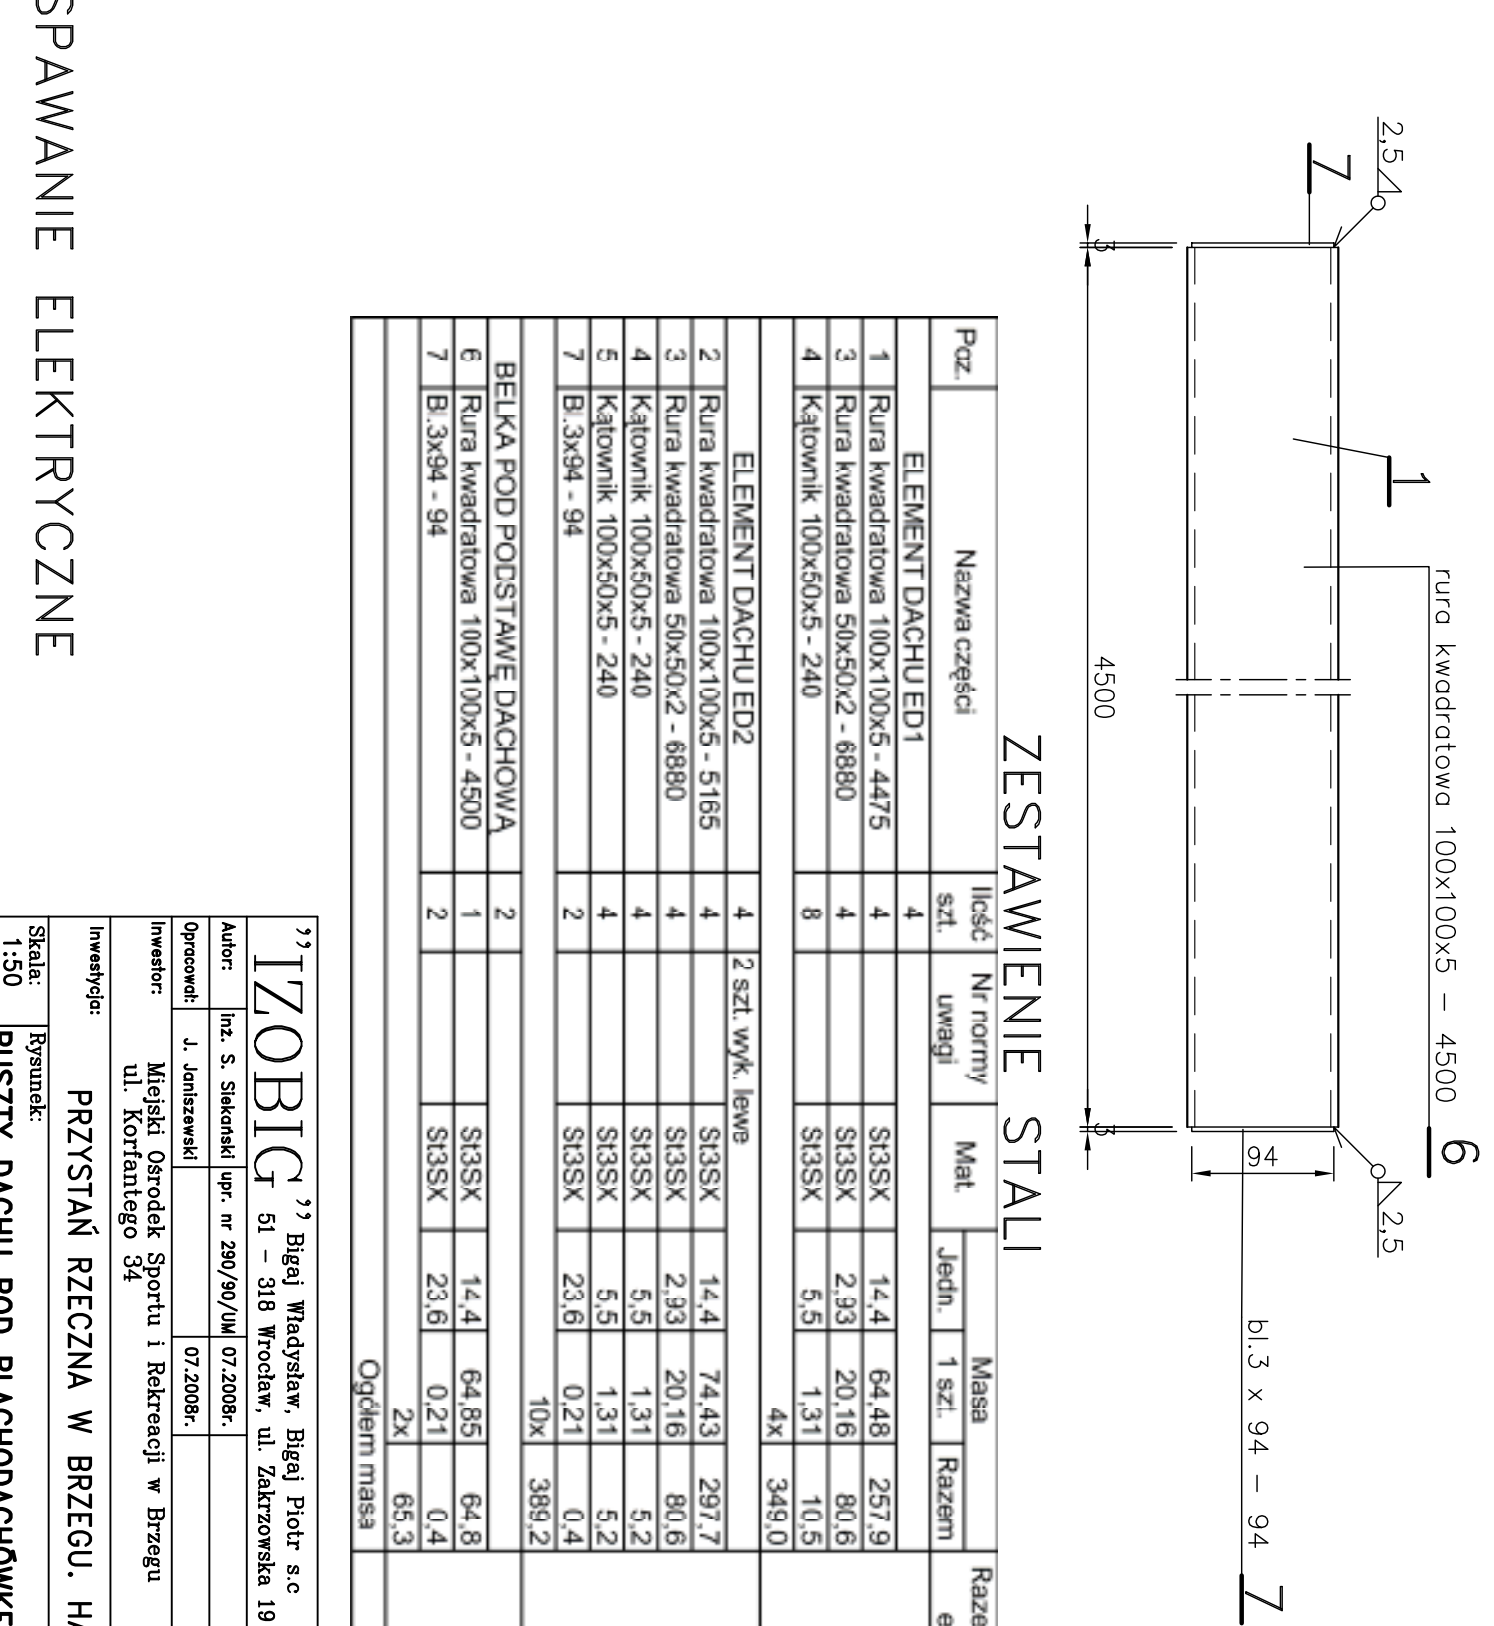 2,5
7
3
1
rura kwadratowa 100x100x5 – 4500
6
4500
3
94
2,5
bl.3 x 94 – 94
7
ZESTAWIENIE STALI
Poz. Nazwa części Ilość szt. Nr normy uwagi Mat. Masa
Jedn. 1 szt. Razem
ELEMENT DACHU ED1 4
1 Rura kwadratowa 100x100x5 - 4475 4 St3SX 14,4 64,48 257,9
3 Rura kwadratowa 50x50x2 - 6880 4 St3SX 2,93 20,16 80,6
4 Kątownik 100x50x5 - 240 8 St3SX 5,5 1,31 10,5
4x 349,0
ELEMENT DACHU ED2 4 2 szt. wyk. lewe
2 Rura kwadratowa 100x100x5 - 5165 4 St3SX 14,4 74,43 297,7
3 Rura kwadratowa 50x50x2 - 6880 4 St3SX 2,93 20,16 80,6
4 Kątownik 100x50x5 - 240 4 St3SX 5,5 1,31 5,2
5 Kątownik 100x50x5 - 240 4 St3SX 5,5 1,31 5,2
7 Bl.3x94 - 94 2 St3SX 23,6 0,21 0,4
10x 389,2
BELKA POD PODSTAWĘ DACHOWĄ 2
6 Rura kwadratowa 100x100x5 - 4500 1 St3SX 14,4 64,85 64,8
7 Bl.3x94 - 94 2 St3SX 23,6 0,21 0,4
2x 65,3
Ogółem masa
,,IZOBIG,, Bigaj Władysław, Bigaj Piotr s.c
51 – 318 Wrocław, ul. Zakrzowska 19
Autor: inż. S. Siekański upr. nr 290/90/UM 07.2008r.
Opracował: J. Janiszewski 07.2008r.
Inwestor: Miejski Ośrodek Sportu i Rekreacji w Brzegu
ul. Korfantego 34
Inwestycja: PRZYSTAŃ RZECZNA W BRZEGU.
Skala: 1:50
Rysunek:
DACHU POD
SPAWANIE ELEKTRYCZNE